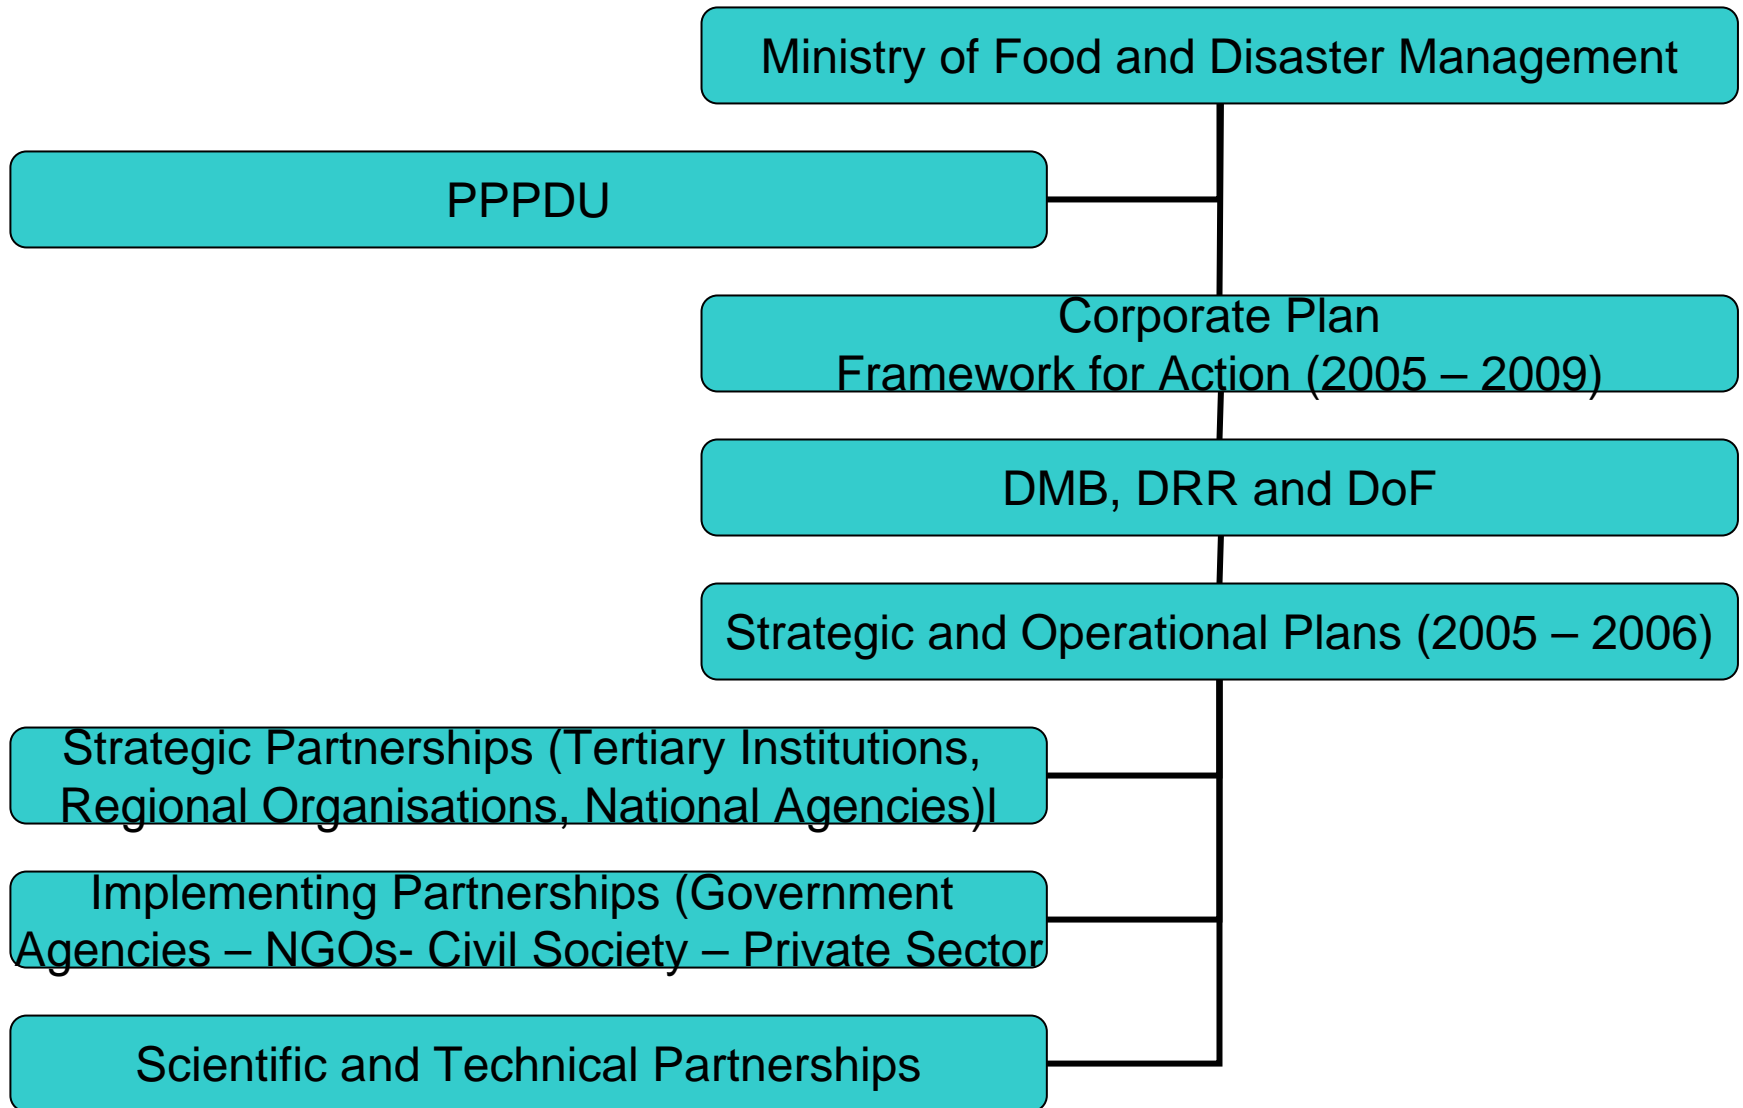 Ministry of Food and Disaster Management
PPPDU
Corporate Plan
Framework for Action (2005 – 2009)
DMB, DRR and DoF
Strategic and Operational Plans (2005 – 2006)
Strategic Partnerships (Tertiary Institutions,
Regional Organisations, National Agencies)l
Implementing Partnerships (Government
Agencies – NGOs- Civil Society – Private Sector
Scientific and Technical Partnerships